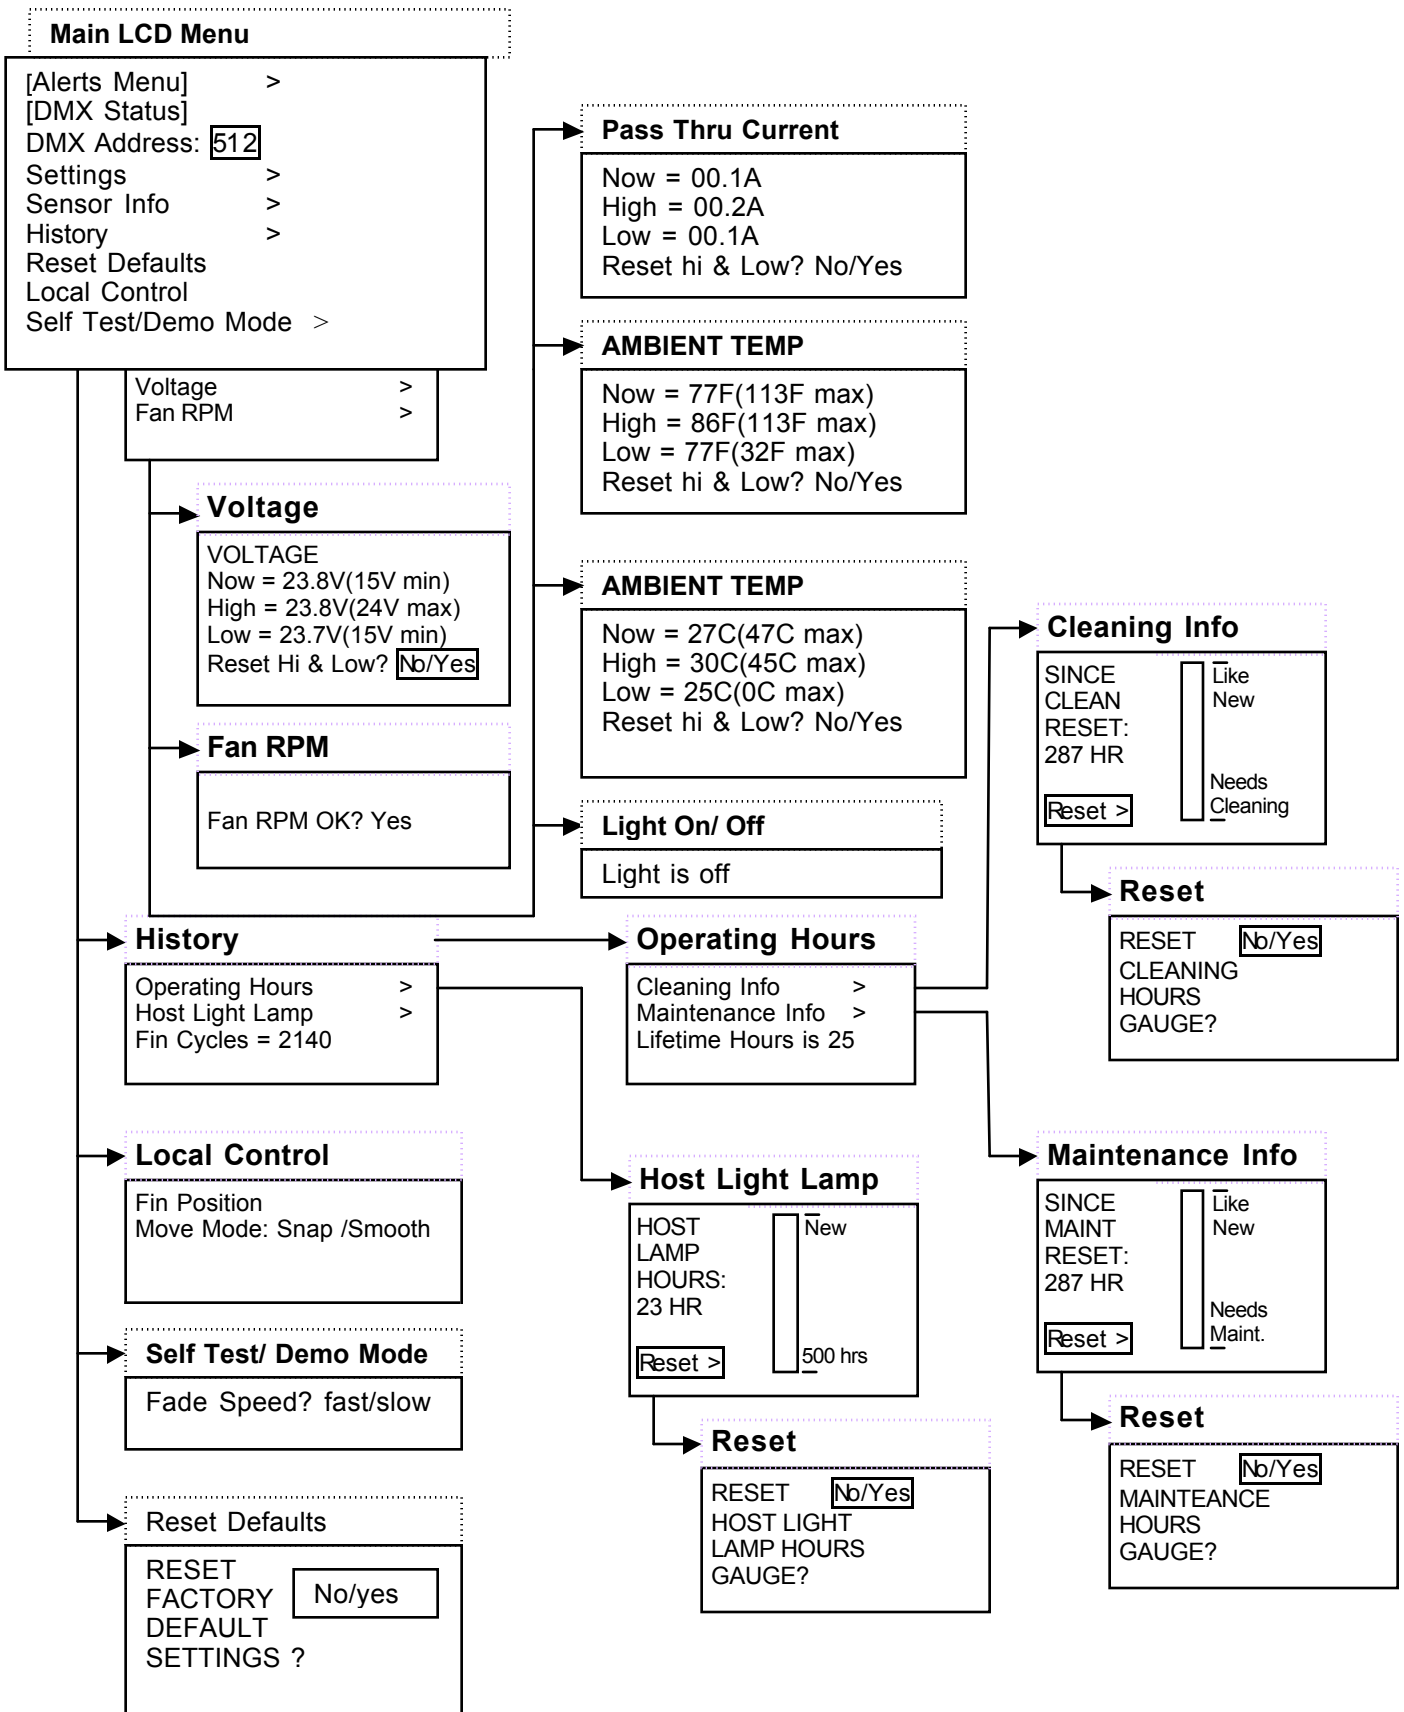 Main LCD Menu
[Alerts Menu] >
[DMX Status]
DMX Address: 512
Settings >
Sensor Info >
History >
Reset Defaults
Local Control
Self Test/Demo Mode >
Voltage >
Fan RPM >
Voltage
VOLTAGE
Now = 23.8V(15V min)
High = 23.8V(24V max)
Low = 23.7V(15V min)
Reset Hi & Low? No/Yes
Fan RPM
Fan RPM OK? Yes
Pass Thru Current
Now = 00.1A
High = 00.2A
Low = 00.1A
Reset hi & Low? No/Yes
AMBIENT TEMP
Now = 77F(113F max)
High = 86F(113F max)
Low = 77F(32F max)
Reset hi & Low? No/Yes
AMBIENT TEMP
Now = 27C(47C max)
High = 30C(45C max)
Low = 25C(0C max)
Reset hi & Low? No/Yes
Light On/ Off
Light is off
History
Operating Hours >
Host Light Lamp >
Fin Cycles = 2140
Operating Hours
Cleaning Info >
Maintenance Info >
Lifetime Hours is 25
Cleaning Info
SINCE
CLEAN
RESET:
287 HR
Reset >
Like
New
Needs
Cleaning
Reset
RESET No/Yes
CLEANING
HOURS
GAUGE?
Local Control
Fin Position
Move Mode: Snap /Smooth
Host Light Lamp
HOST
LAMP
HOURS:
23 HR
Reset >
New
500 hrs
Reset
RESET No/Yes
HOST LIGHT
LAMP HOURS
GAUGE?
Maintenance Info
SINCE
MAINT
RESET:
287 HR
Reset >
Like
New
Needs
Maint.
Reset
RESET No/Yes
MAINTEANCE
HOURS
GAUGE?
Self Test/ Demo Mode
Fade Speed? fast/slow
Reset Defaults
RESET
FACTORY No/yes
DEFAULT
SETTINGS ?